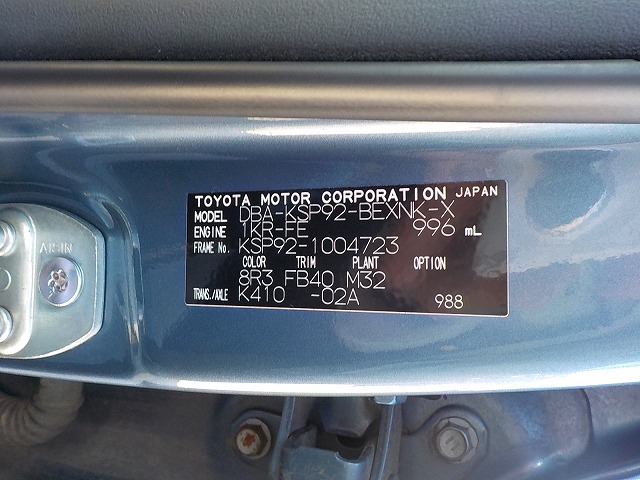 TOYOTA MOTOR CORPORATION JAPAN
MODEL DBA-KSP92-BEXNK-X
ENGINE 1KR-FE 996 mL
FRAME No. KSP92-1004723
COLOR TRIM PLANT OPTION
8R3 FB40 M32
TRANS./AXLE K410 -02A 988
AISIN